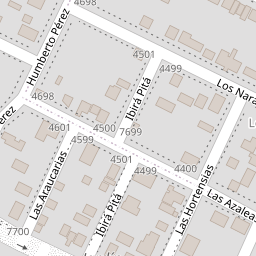 4698
Humberto Pérez
4501
4499
Ibirá Pitá
Los Nara
4698
4601
4500
7699
4599
4501
4499
4400
Las Araucarias
Ibirá Pitá
Las Hortensias
Las Azaleas
7700